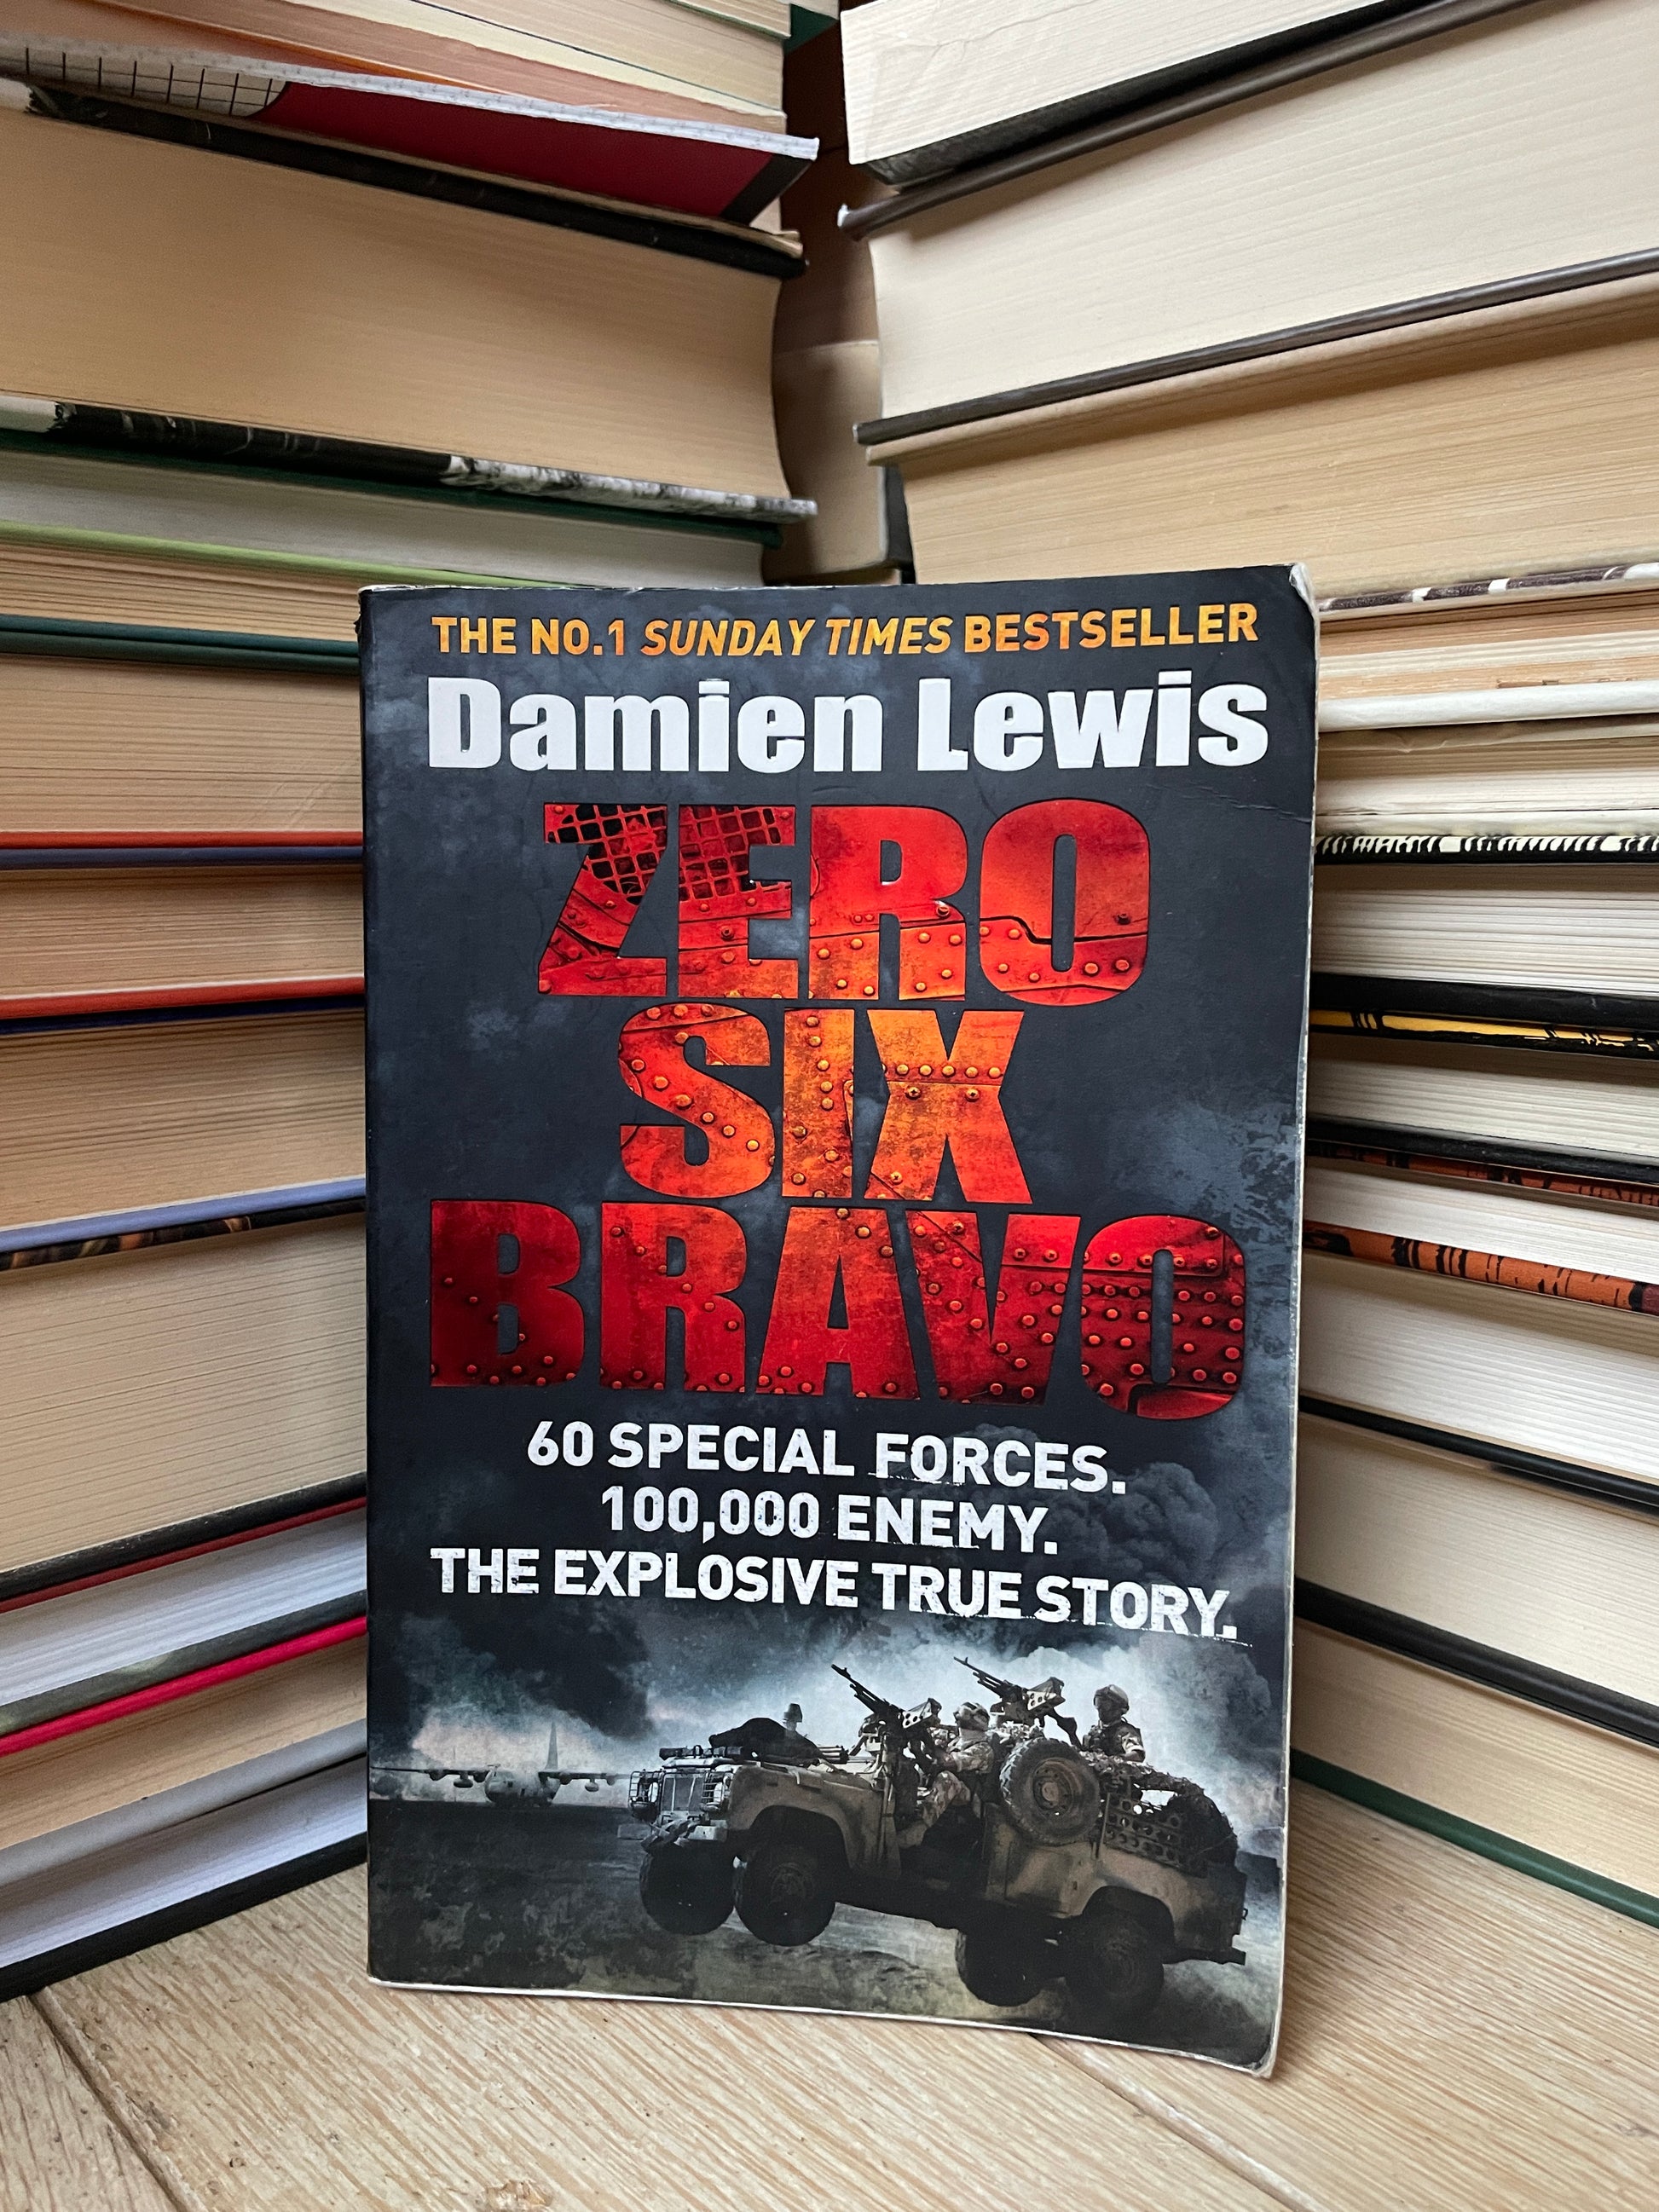 THE NO.1 SUNDAY TIMES BESTSELLER
Damien Lewis
ZERO
SIX
BRAVO
60 SPECIAL FORCES.
100,000 ENEMY.
THE EXPLOSIVE TRUE STORY.